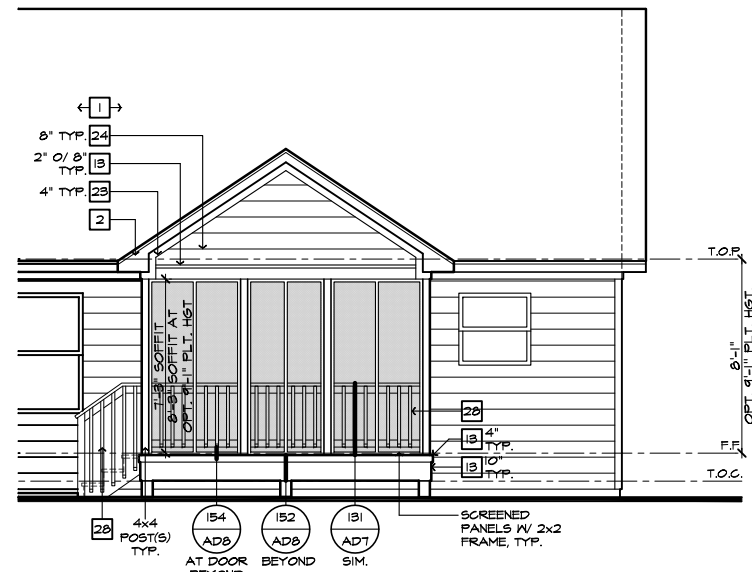 1
8" TYP. 24
2" O/ 8" TYP. 13
4" TYP. 23
2
T.O.P.
7'-3" SOFFIT
8'-3" SOFFIT AT
OPT. 9'-1" PLT. HGT
8'-1"
OPT. 9'-1" PLT. HGT
28
13 4" TYP.
F.F.
13 10" TYP.
T.O.C.
28
4x4
POST(S)
TYP.
154
AD8
AT DOOR
BEYOND
152
AD8
BEYOND
131
AD7
SIM.
SCREENED
PANELS W/ 2x2
FRAME, TYP.